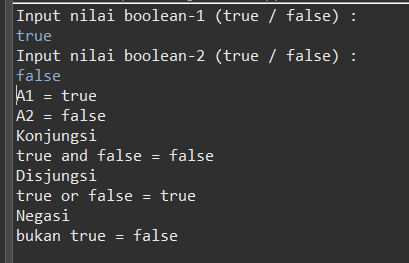 Input nilai boolean-1 (true / false) :
true
Input nilai boolean-2 (true / false) :
false
A1 = true
A2 = false
Konjungsi
true and false = false
Disjungsi
true or false = true
Negasi
bukan true = false